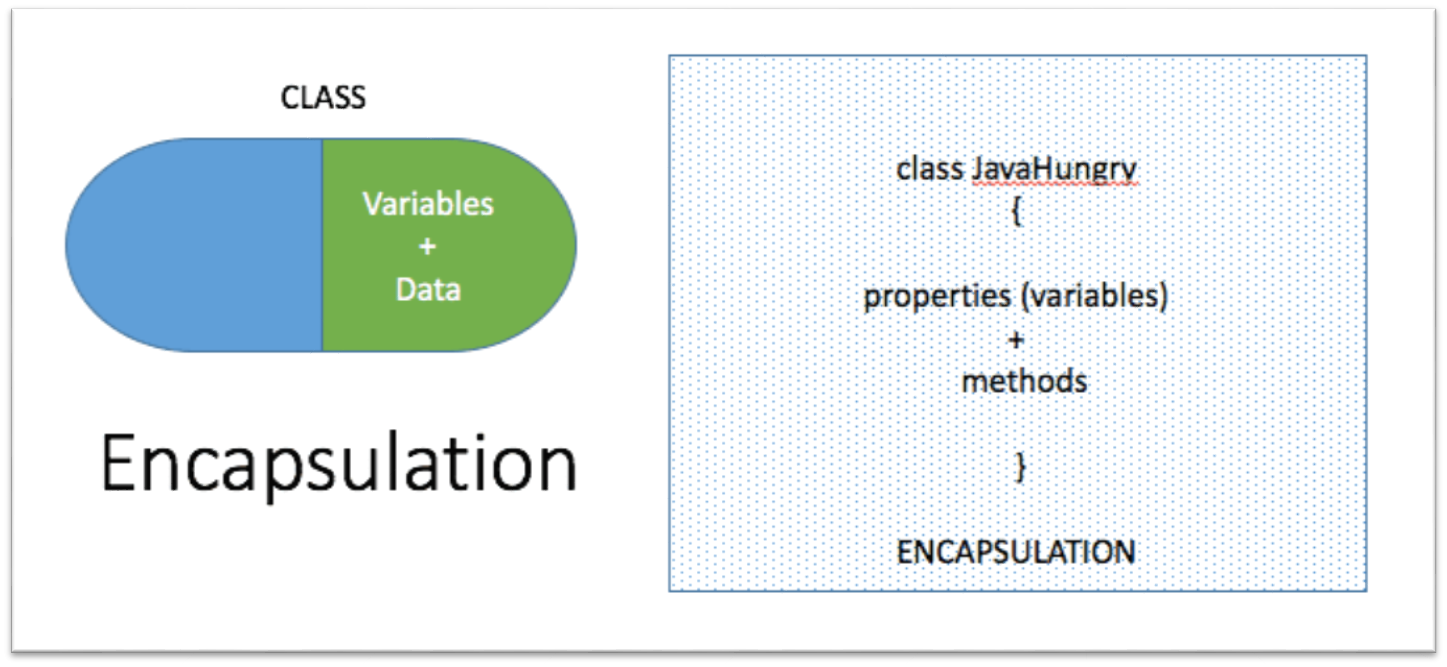 CLASS
Variables
+
Data
Encapsulation
class JavaHungry
{
properties (variables)
+
methods
}
ENCAPSULATION